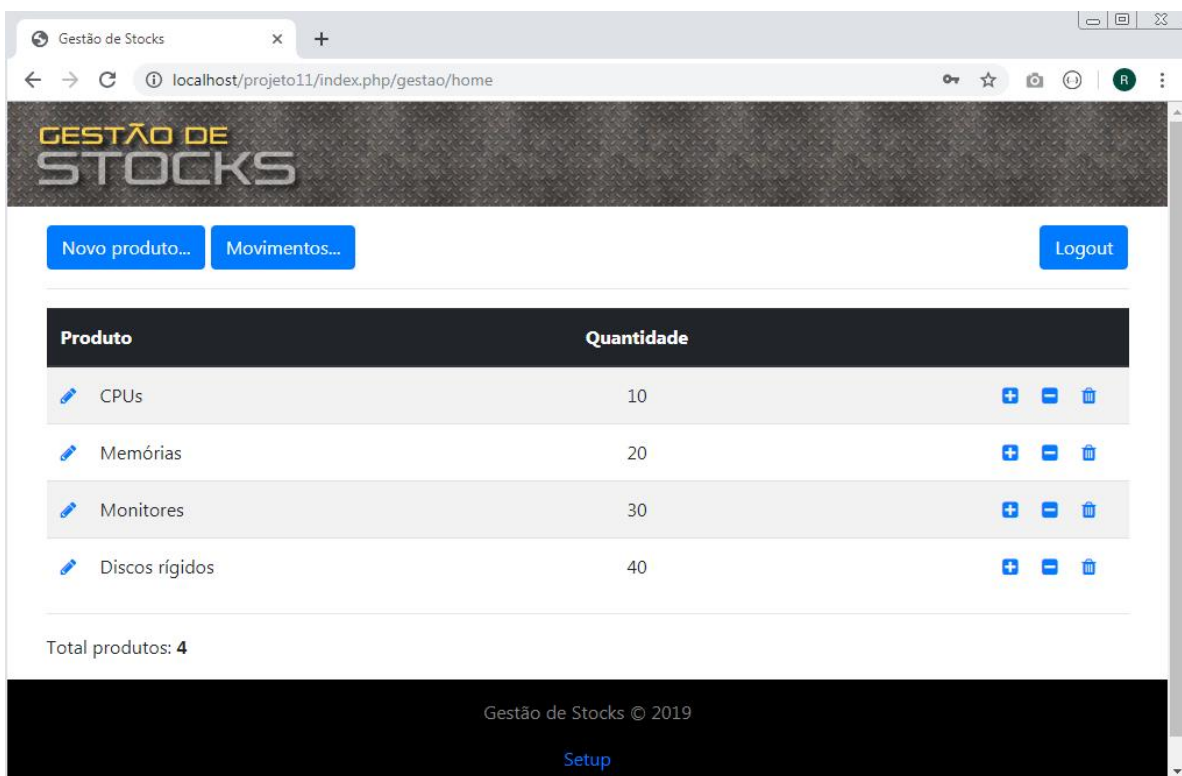 Gestão de Stocks
localhost/projeto11/index.php/gestao/home
R
GESTÃO DE
STOCKS
Novo produto... Movimentos... Logout
Produto Quantidade
CPUs 10
Memórias 20
Monitores 30
Discos rígidos 40
Total produtos: 4
Gestão de Stocks © 2019
Setup